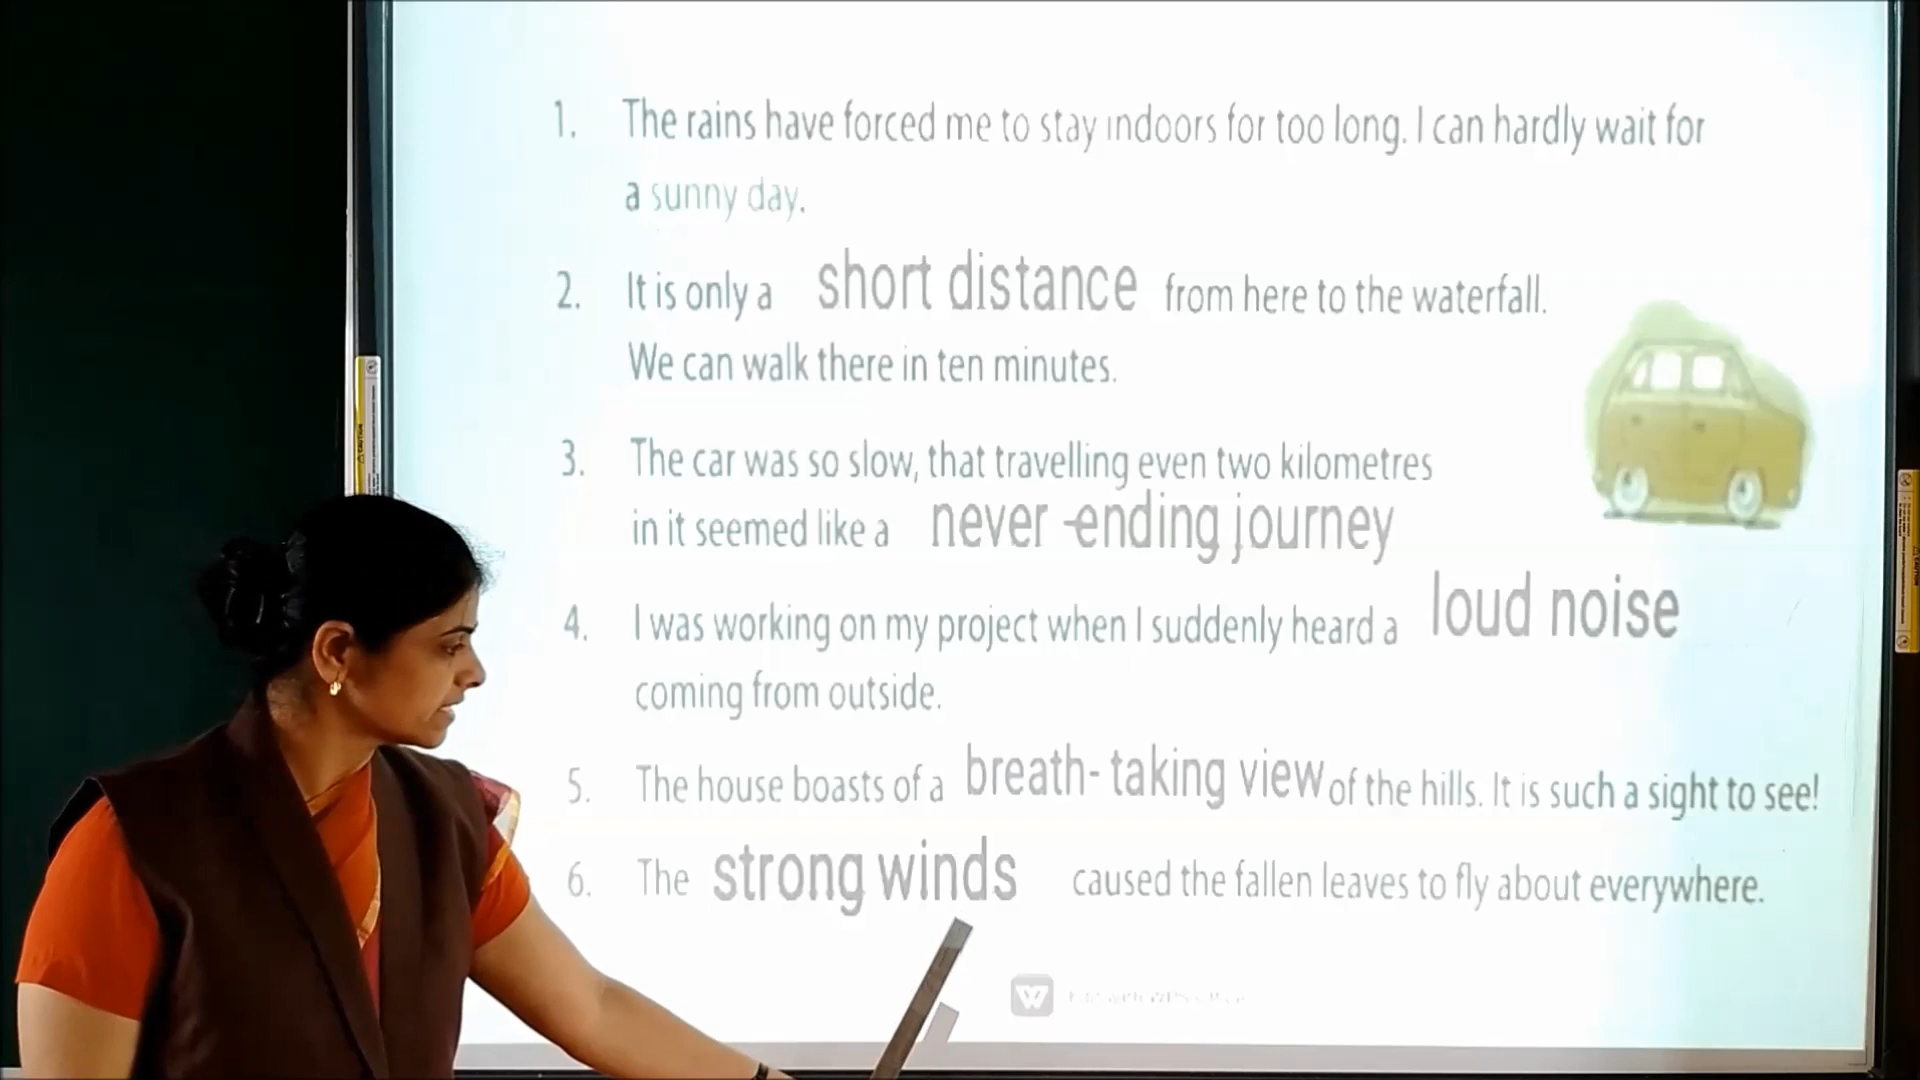 1. The rains have forced me to stay indoors for too long. I can hardly wait for
a sunny day.
2. It is only a short distance from here to the waterfall.
We can walk there in ten minutes.
3. The car was so slow, that travelling even two kilometres
in it seemed like a never -ending journey
4. I was working on my project when I suddenly heard a loud noise
coming from outside.
5. The house boasts of a breath- taking view of the hills. It is such a sight to see!
6. The strong winds caused the fallen leaves to fly about everywhere.
W
CAUTION
CAUTION